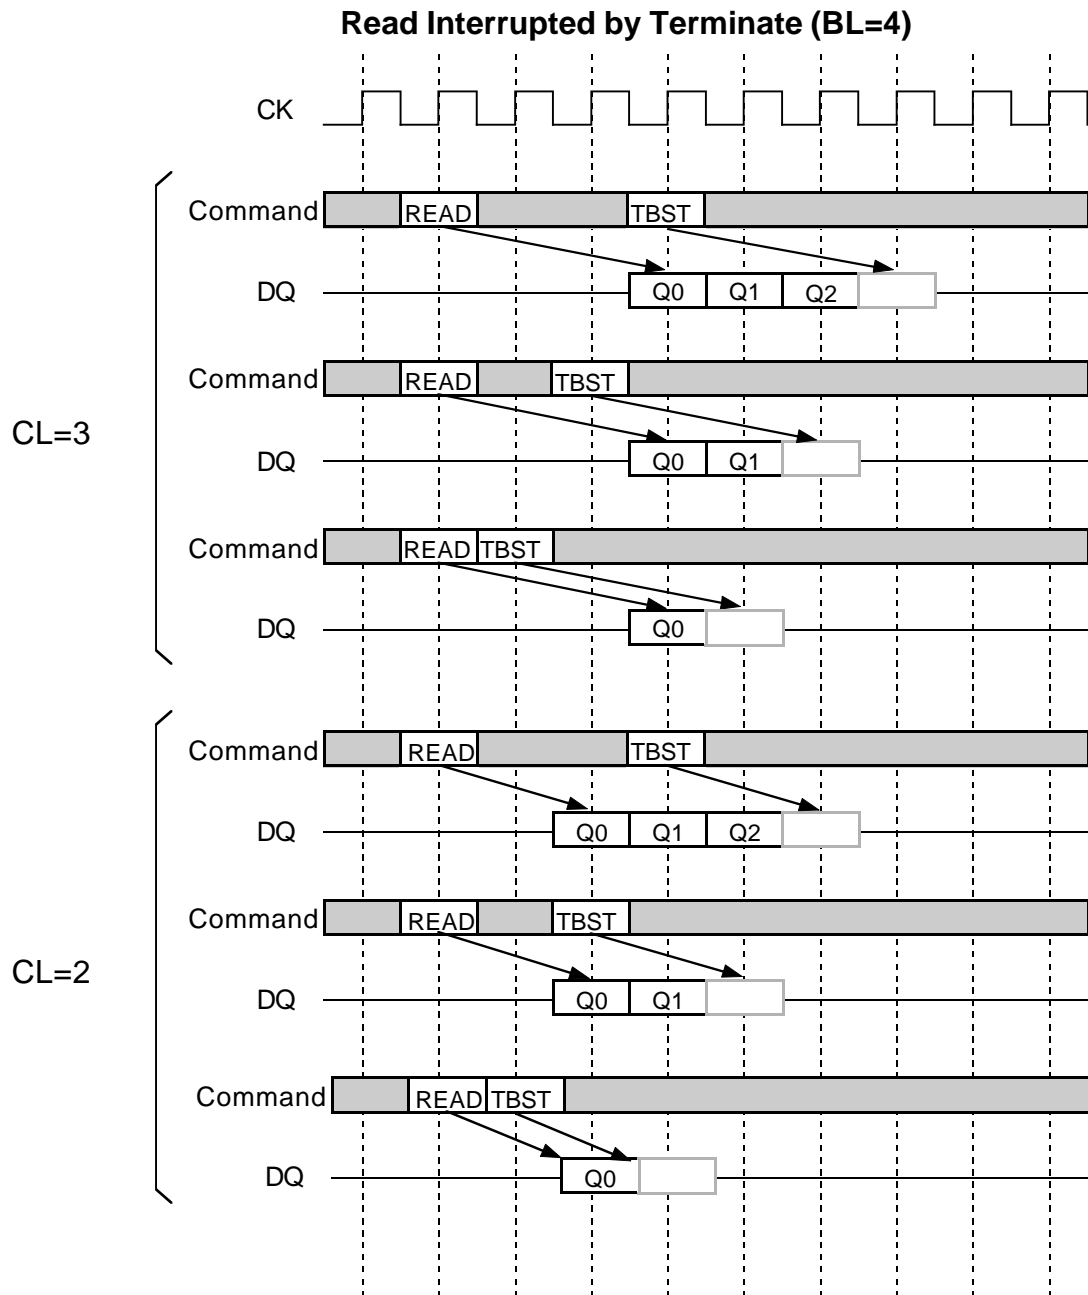 Read Interrupted by Terminate (BL=4)
CK
Command READ TBST
DQ Q0 Q1 Q2
Command READ TBST
CL=3
DQ Q0 Q1
Command READ TBST
DQ Q0
Command READ TBST
DQ Q0 Q1 Q2
Command READ TBST
CL=2
DQ Q0 Q1
Command READ TBST
DQ Q0